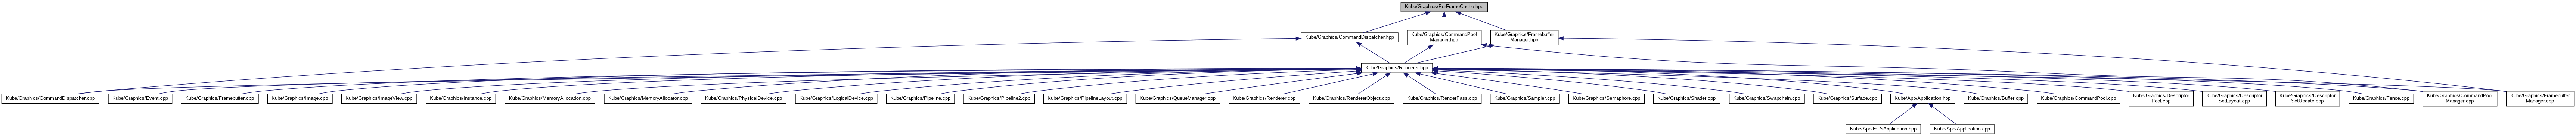 Kube/Graphics/PerFrameCache.hpp
Kube/Graphics/CommandDispatcher.hpp
Kube/Graphics/CommandPool
Manager.hpp
Kube/Graphics/Framebuffer
Manager.hpp
Kube/Graphics/Renderer.hpp
Kube/Graphics/CommandDispatcher.cpp
Kube/Graphics/Event.cpp
Kube/Graphics/Framebuffer.cpp
Kube/Graphics/Image.cpp
Kube/Graphics/ImageView.cpp
Kube/Graphics/Instance.cpp
Kube/Graphics/MemoryAllocation.cpp
Kube/Graphics/MemoryAllocator.cpp
Kube/Graphics/PhysicalDevice.cpp
Kube/Graphics/LogicalDevice.cpp
Kube/Graphics/Pipeline.cpp
Kube/Graphics/Pipeline2.cpp
Kube/Graphics/PipelineLayout.cpp
Kube/Graphics/QueueManager.cpp
Kube/Graphics/Renderer.cpp
Kube/Graphics/RendererObject.cpp
Kube/Graphics/RenderPass.cpp
Kube/Graphics/Sampler.cpp
Kube/Graphics/Semaphore.cpp
Kube/Graphics/Shader.cpp
Kube/Graphics/Swapchain.cpp
Kube/Graphics/Surface.cpp
Kube/App/Application.hpp
Kube/Graphics/Buffer.cpp
Kube/Graphics/CommandPool.cpp
Kube/Graphics/Descriptor
Pool.cpp
Kube/Graphics/Descriptor
SetLayout.cpp
Kube/Graphics/Descriptor
SetUpdate.cpp
Kube/Graphics/Fence.cpp
Kube/Graphics/CommandPool
Manager.cpp
Kube/Graphics/Framebuffer
Manager.cpp
Kube/App/ECSApplication.hpp
Kube/App/Application.cpp